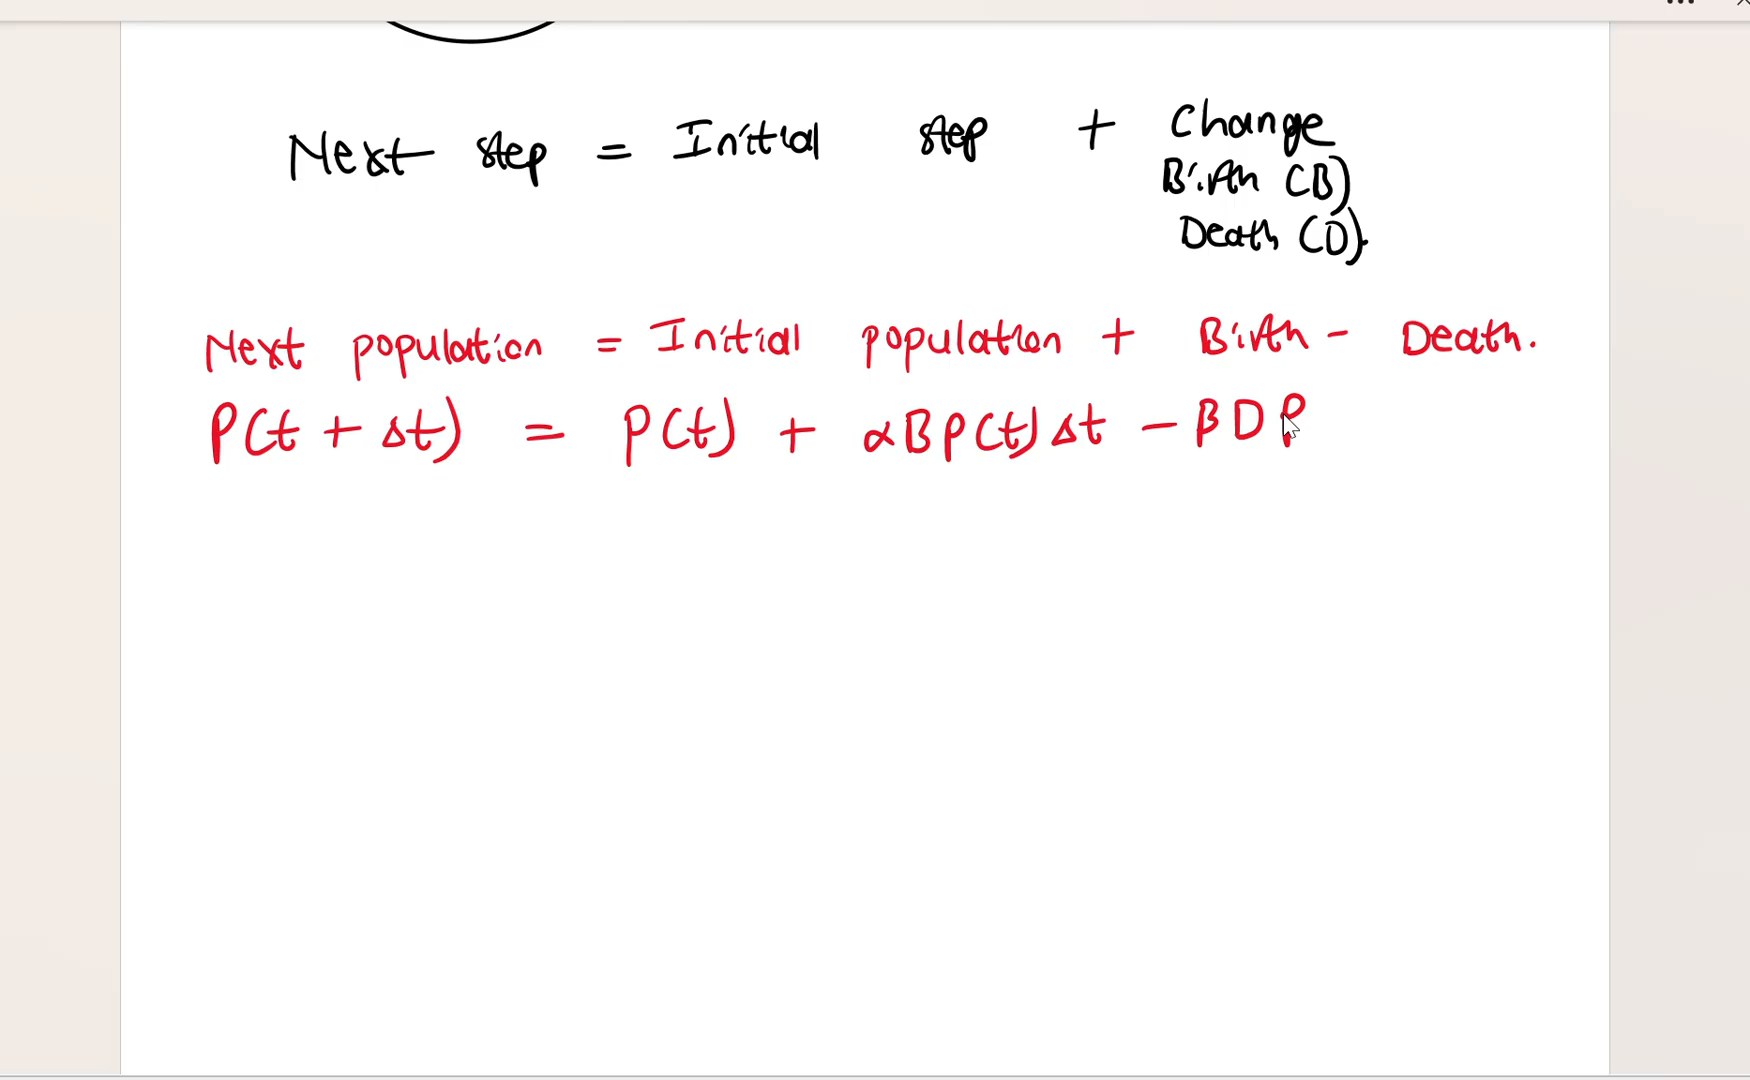 Next step = Initial step + Change
Birth (B)
Death (D).
Next population = Initial population + Birth - Death.
P(t + Δt) = P(t) + αBP(t)Δt - βDP